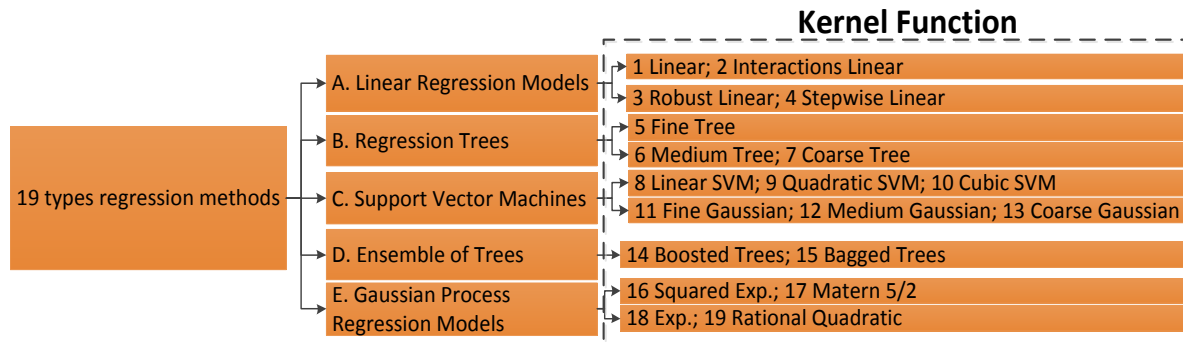 Kernel Function
19 types regression methods
A. Linear Regression Models
1 Linear; 2 Interactions Linear
3 Robust Linear; 4 Stepwise Linear
B. Regression Trees
5 Fine Tree
6 Medium Tree; 7 Coarse Tree
C. Support Vector Machines
8 Linear SVM; 9 Quadratic SVM; 10 Cubic SVM
11 Fine Gaussian; 12 Medium Gaussian; 13 Coarse Gaussian
D. Ensemble of Trees
14 Boosted Trees; 15 Bagged Trees
E. Gaussian Process
Regression Models
16 Squared Exp.; 17 Matern 5/2
18 Exp.; 19 Rational Quadratic